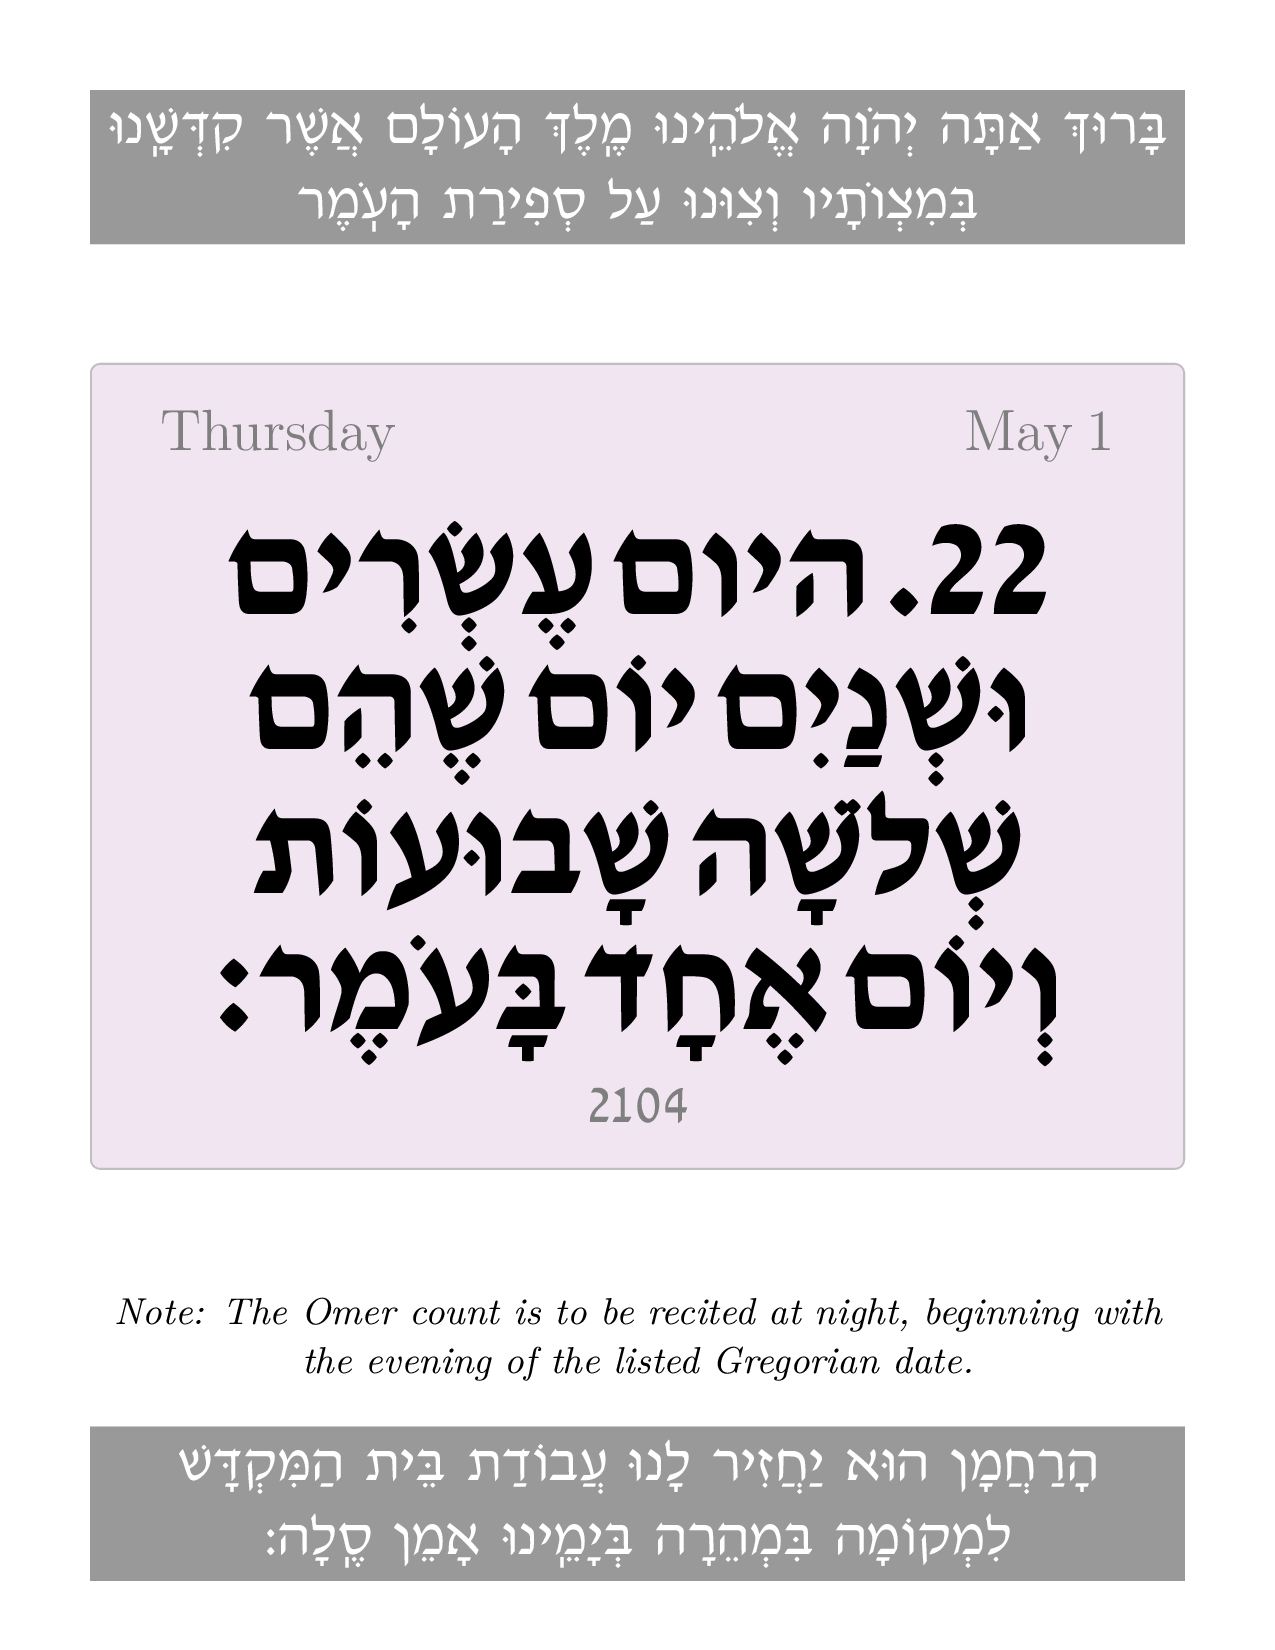 בָּרוּךְ אַתָּה יְהֹוָה אֱלֹהֵֽינוּ מֶֽלֶךְ הָעוֹלָם אֲשֶׁר קִדְּשָֽׁנוּ
בְּמִצְוֹתָיו וְצִוּנוּ עַל סְפִירַת הָעֹֽמֶר
Thursday May 1
22. היום עֶשְׂרִים
וּשְׁנַיִם יוֹם שֶׁהֵם
שְׁלֹשָׁה שָׁבוּעוֹת
וְיוֹם אֶחָד בָּעֹמֶר:
2104
Note: The Omer count is to be recited at night, beginning with
the evening of the listed Gregorian date.
הָרַחֲמָן הוּא יַחֲזִיר לָנוּ עֲבוֹדַת בֵּית הַמִּקְדָּשׁ
לִמְקוֹמָה בִּמְהֵרָה בְּיָמֵֽינוּ אָמֵן סֶֽלָה: